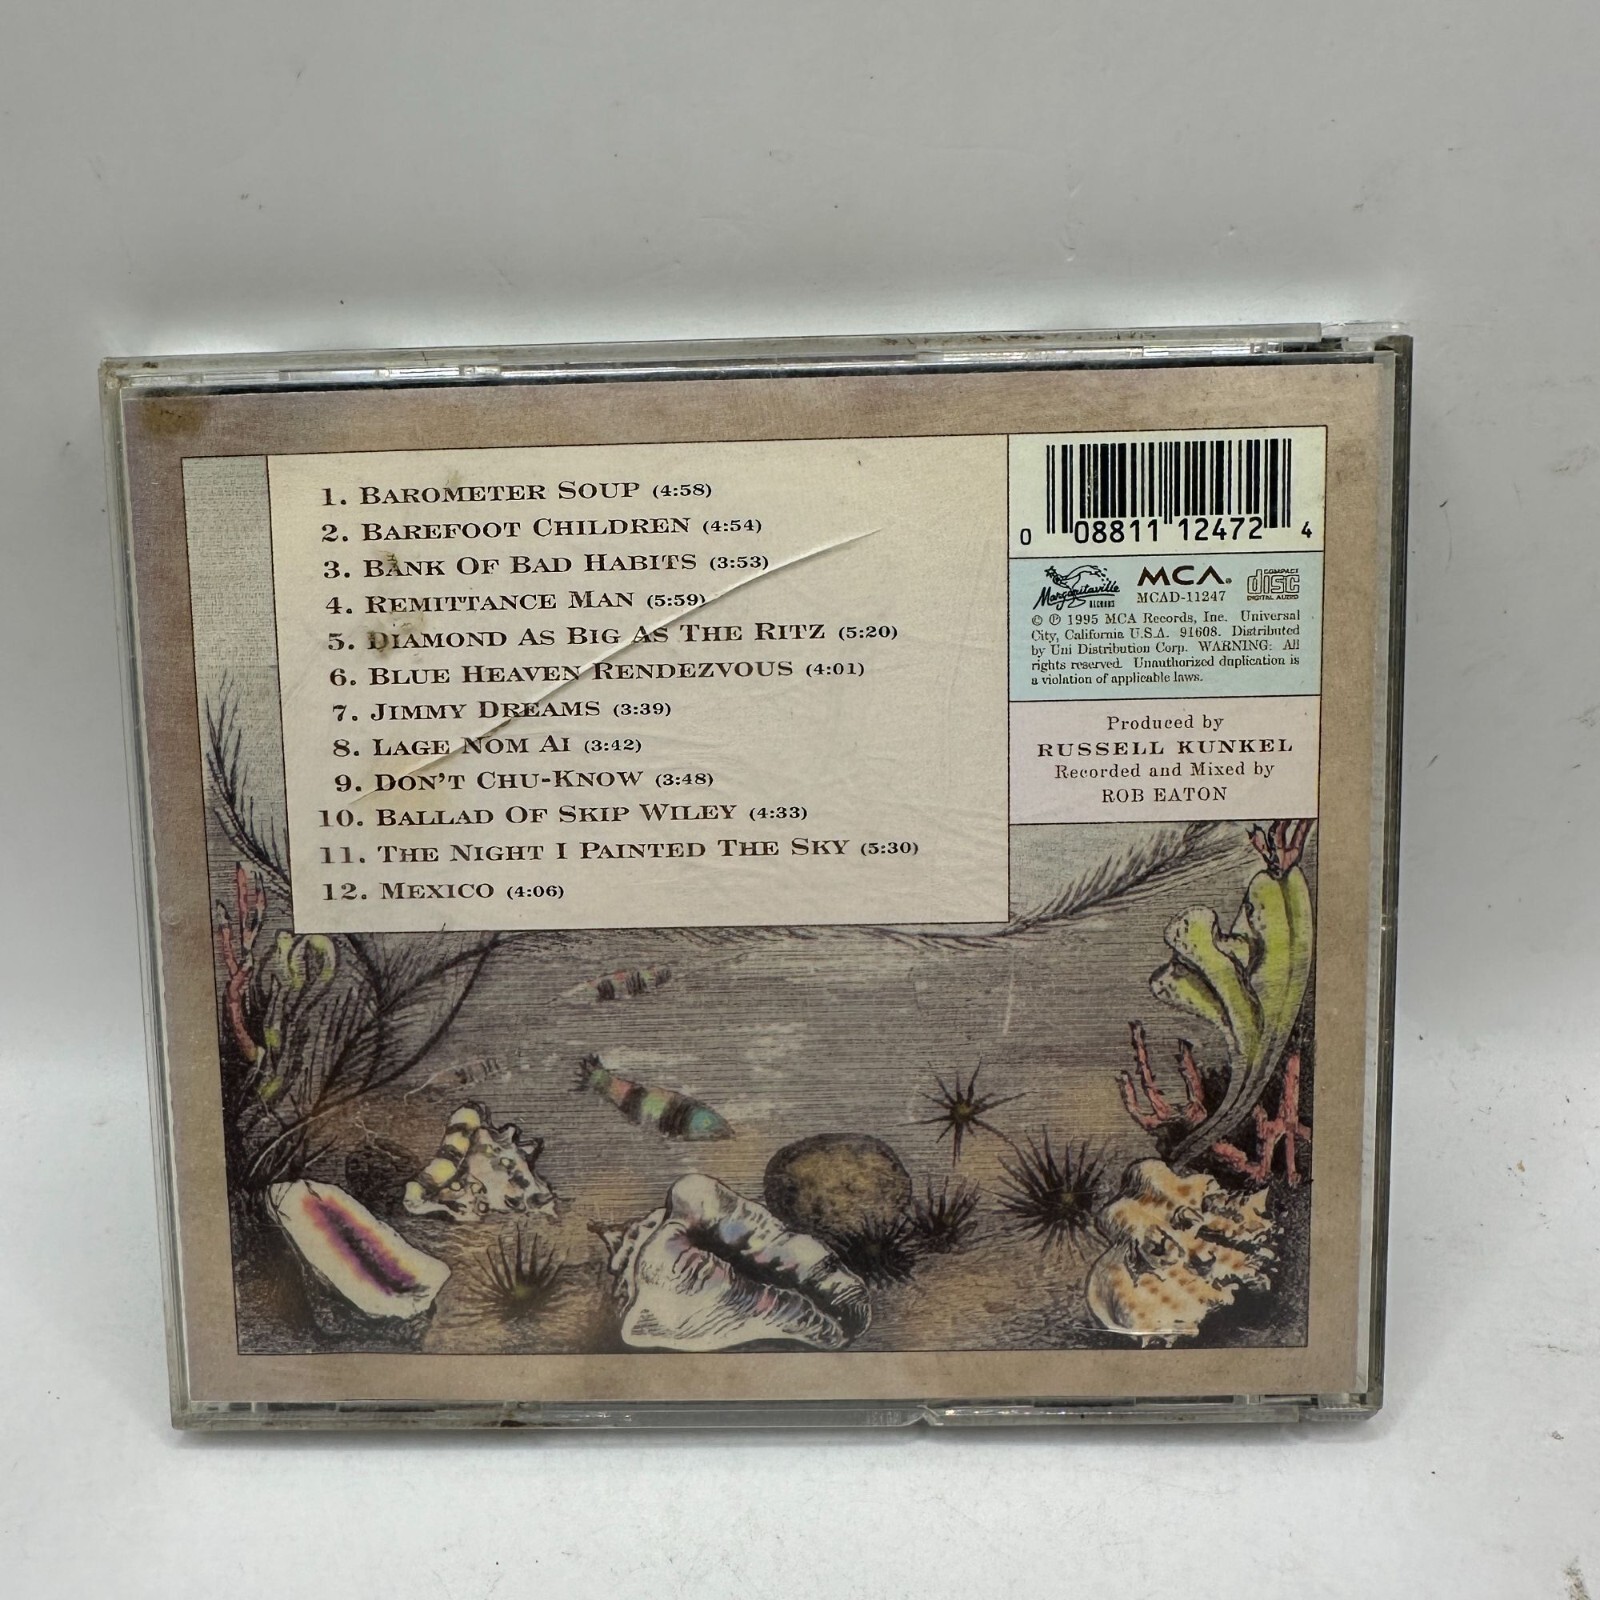 1. BAROMETER SOUP (4:58)
2. BAREFOOT CHILDREN (4:54)
3. BANK OF BAD HABITS (3:53)
4. REMITTANCE MAN (5:59)
5. DIAMOND AS BIG AS THE RITZ (5:20)
6. BLUE HEAVEN RENDEZVOUS (4:01)
7. JIMMY DREAMS (3:39)
8. LAGE NOM AI (3:42)
9. DON'T CHU-KNOW (3:48)
10. BALLAD OF SKIP WILEY (4:33)
11. THE NIGHT I PAINTED THE SKY (5:30)
12. MEXICO (4:06)
0 08811 12472 4
Margaritaville
RECORDS
MCA®
MCAD-11247
COMPACT
disc
DIGITAL AUDIO
© ℗ 1995 MCA Records, Inc. Universal
City, California U.S.A. 91608. Distributed
by Uni Distribution Corp. WARNING: All
rights reserved. Unauthorized duplication is
a violation of applicable laws.
Produced by
RUSSELL KUNKEL
Recorded and Mixed by
ROB EATON